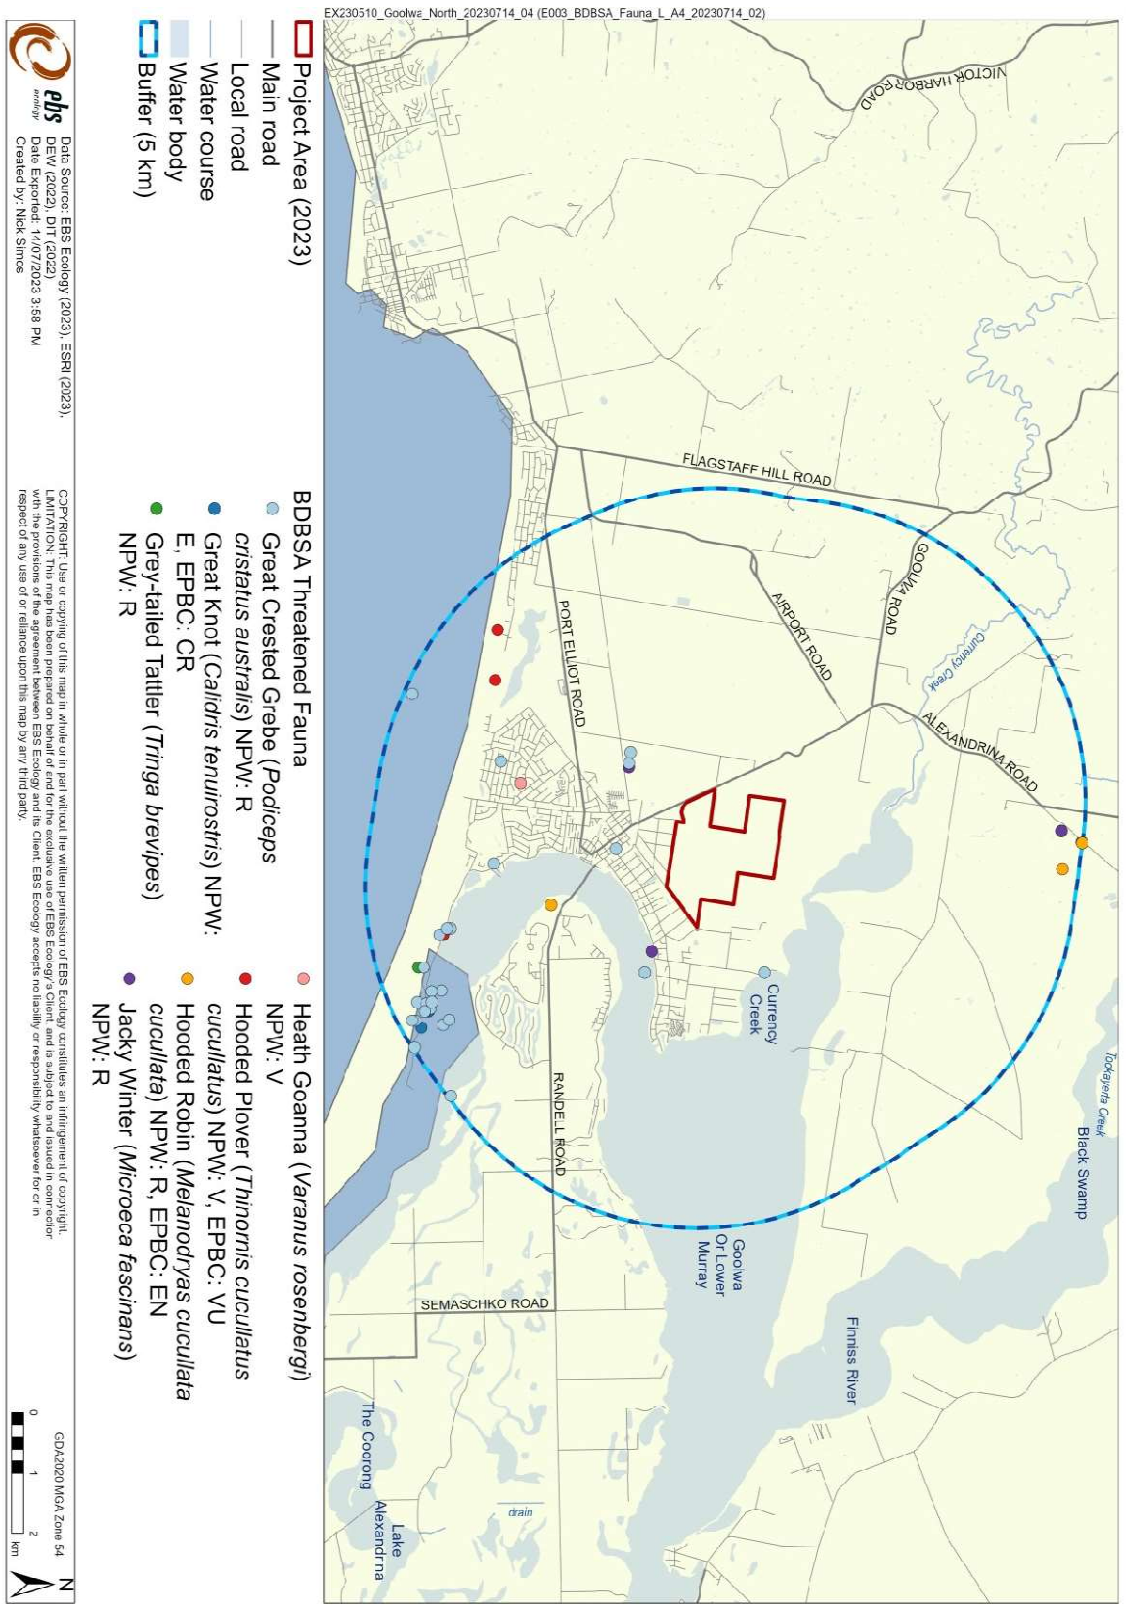 EX230510_Goolwa_North_20230714_04 (E003_BDBSA_Fauna_L_A4_20230714_02)
VICTOR HARBOR ROAD
FLAGSTAFF HILL ROAD
GOOLWA ROAD
AIRPORT ROAD
PORT ELLIOT ROAD
Currency Creek
ALEXANDRINA ROAD
Currency
Creek
RANDELL ROAD
Tookayerta Creek
Black Swamp
Goolwa
Or Lower
Murray
SEMASCHKO ROAD
Finniss River
The Coorong
Lake
Alexandrina
drain
Project Area (2023)
Main road
Local road
Water course
Water body
Buffer (5 km)
BDBSA Threatened Fauna
Great Crested Grebe (Podiceps
cristatus australis) NPW: R
Great Knot (Calidris tenuirostris) NPW:
E, EPBC: CR
Grey-tailed Tattler (Tringa brevipes)
NPW: R
Heath Goanna (Varanus rosenbergi)
NPW: V
Hooded Plover (Thinornis cucullatus
cucullatus) NPW: V, EPBC: VU
Hooded Robin (Melanodryas cucullata
cucullata) NPW: R, EPBC: EN
Jacky Winter (Microeca fascinans)
NPW: R
ebs
ecology
Data Source: EBS Ecology (2023), ESRI (2023),
DEW (2022), DIT (2022)
Date Exported: 14/07/2023 3:58 PM
Created by: Nick Simos
COPYRIGHT: Use or copying of this map in whole or in part without the written permission of EBS Ecology constitutes an infringement of copyright.
LIMITATION: This map has been prepared on behalf of and for the exclusive use of EBS Ecology's Client and is subject to and issued in connection
with the provisions of the agreement between EBS Ecology and its Client. EBS Ecology accepts no liability or responsibility whatsoever for or in
respect of any use of or reliance upon this map by any third party.
GDA2020 MGA Zone 54
0 1 2
km
N